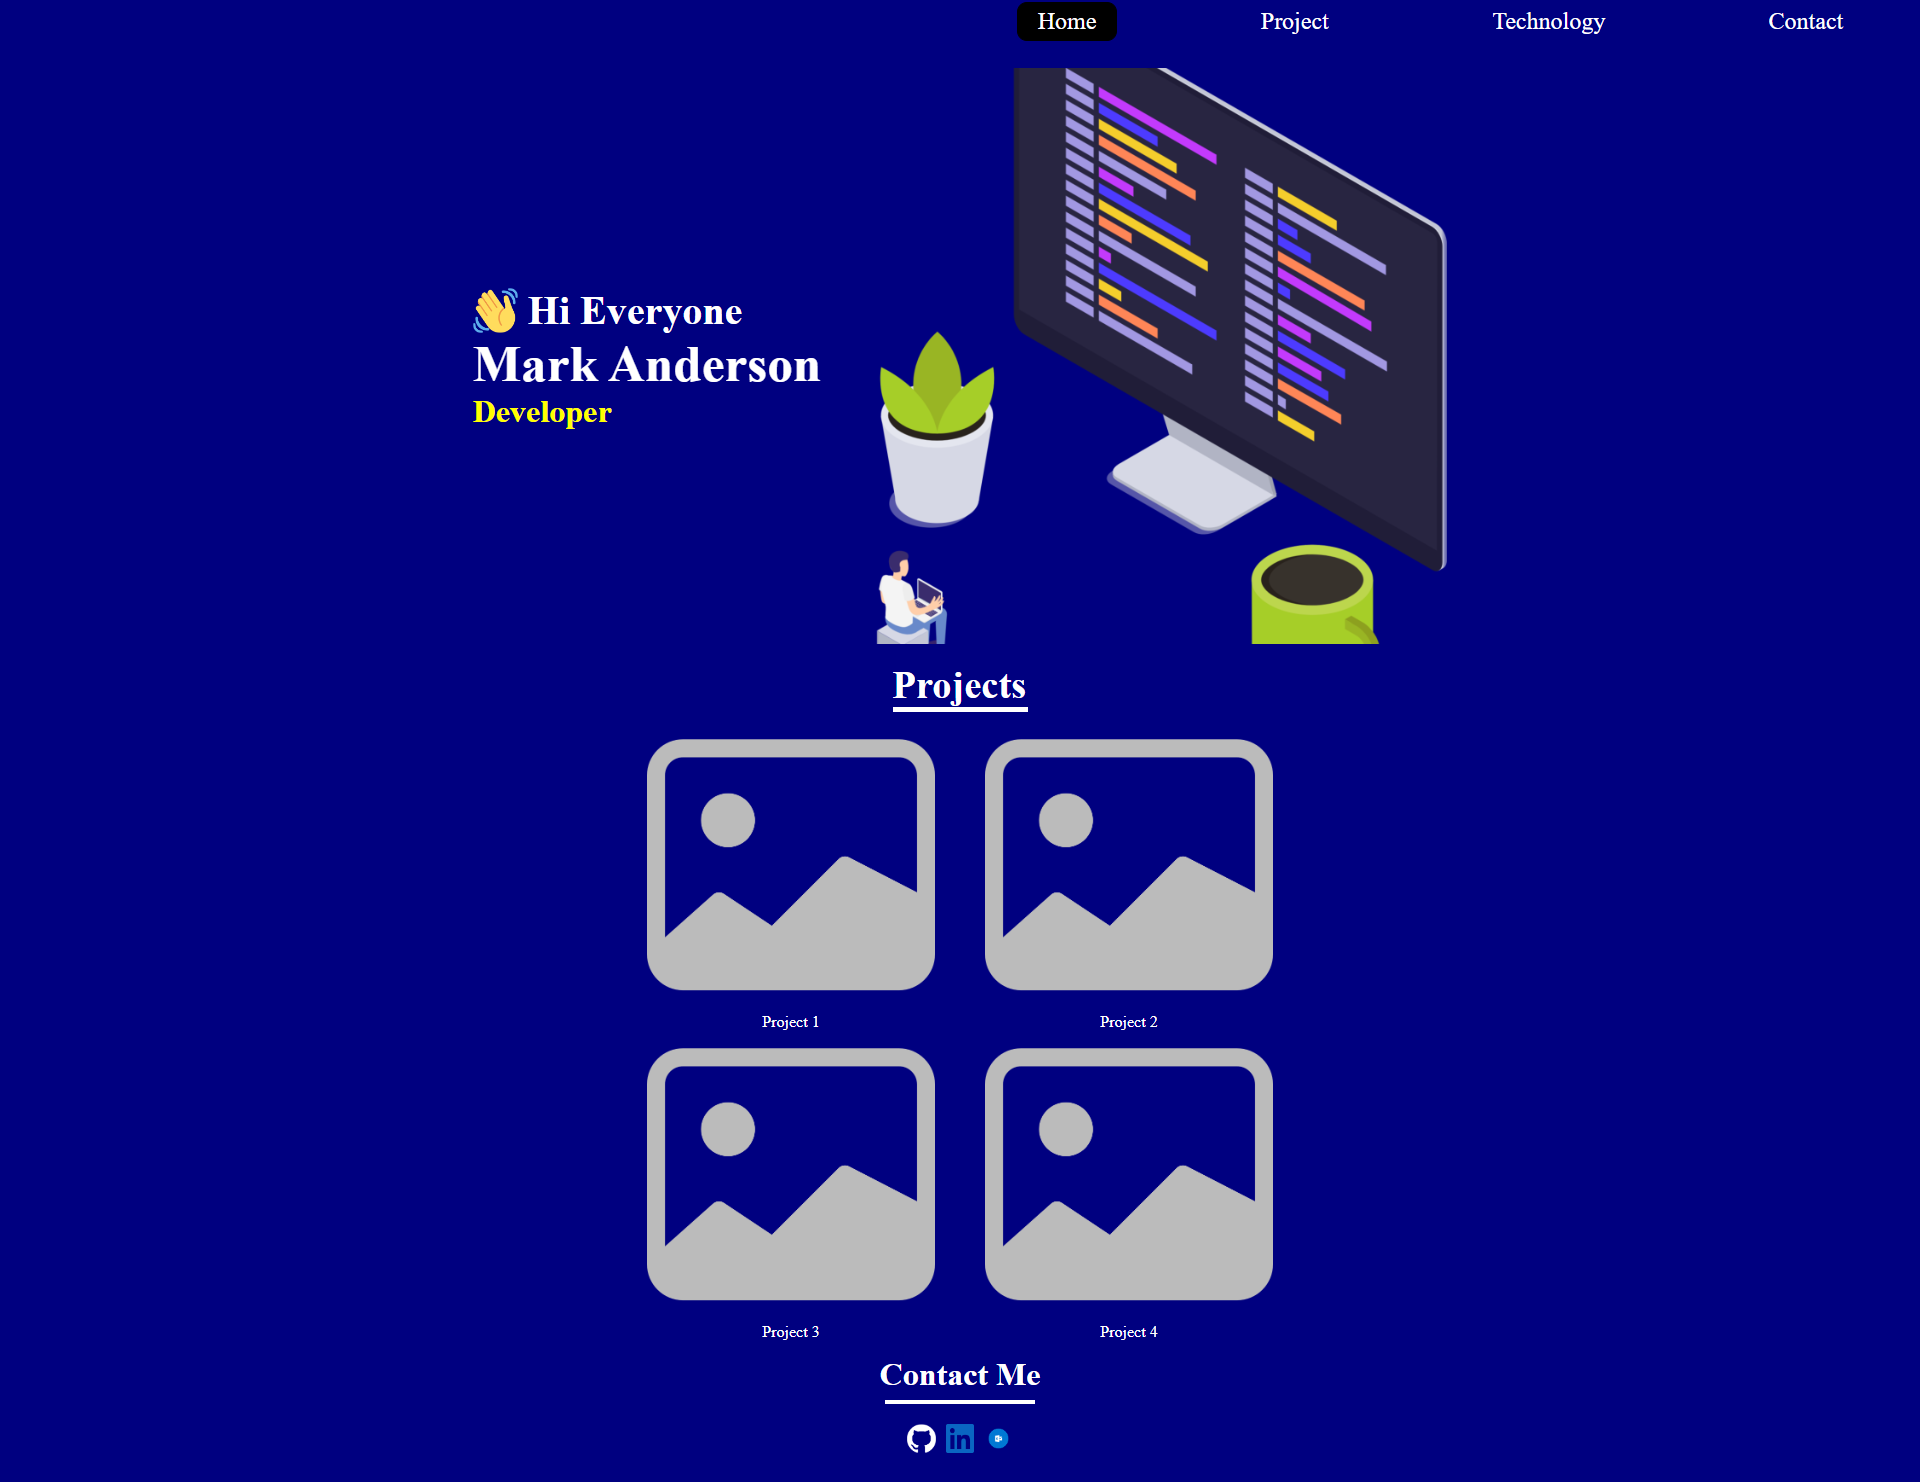 Home Project Technology Contact
👋 Hi Everyone
Mark Anderson
Developer
Projects
Project 1 Project 2
Project 3 Project 4
Contact Me
in